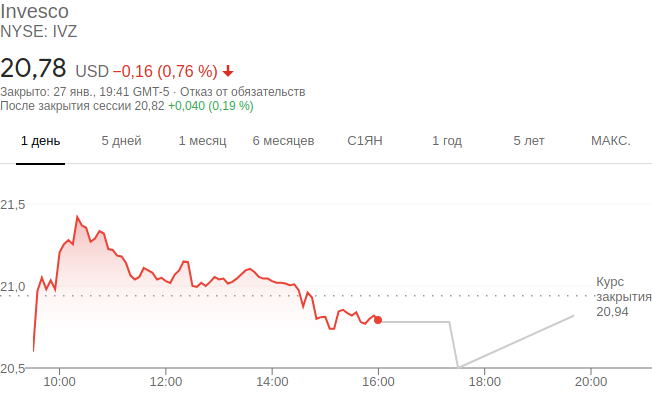 Invesco
NYSE: IVZ
20,78 USD −0,16 (0,76 %)
Закрыто: 27 янв., 19:41 GMT-5 · Отказ от обязательств
После закрытия сессии 20,82 +0,040 (0,19 %)
1 день 5 дней 1 месяц 6 месяцев С1ЯН 1 год 5 лет МАКС.
21,5
21,0
Курс
закрытия
20,94
20,5
10:00 12:00 14:00 16:00 18:00 20:00